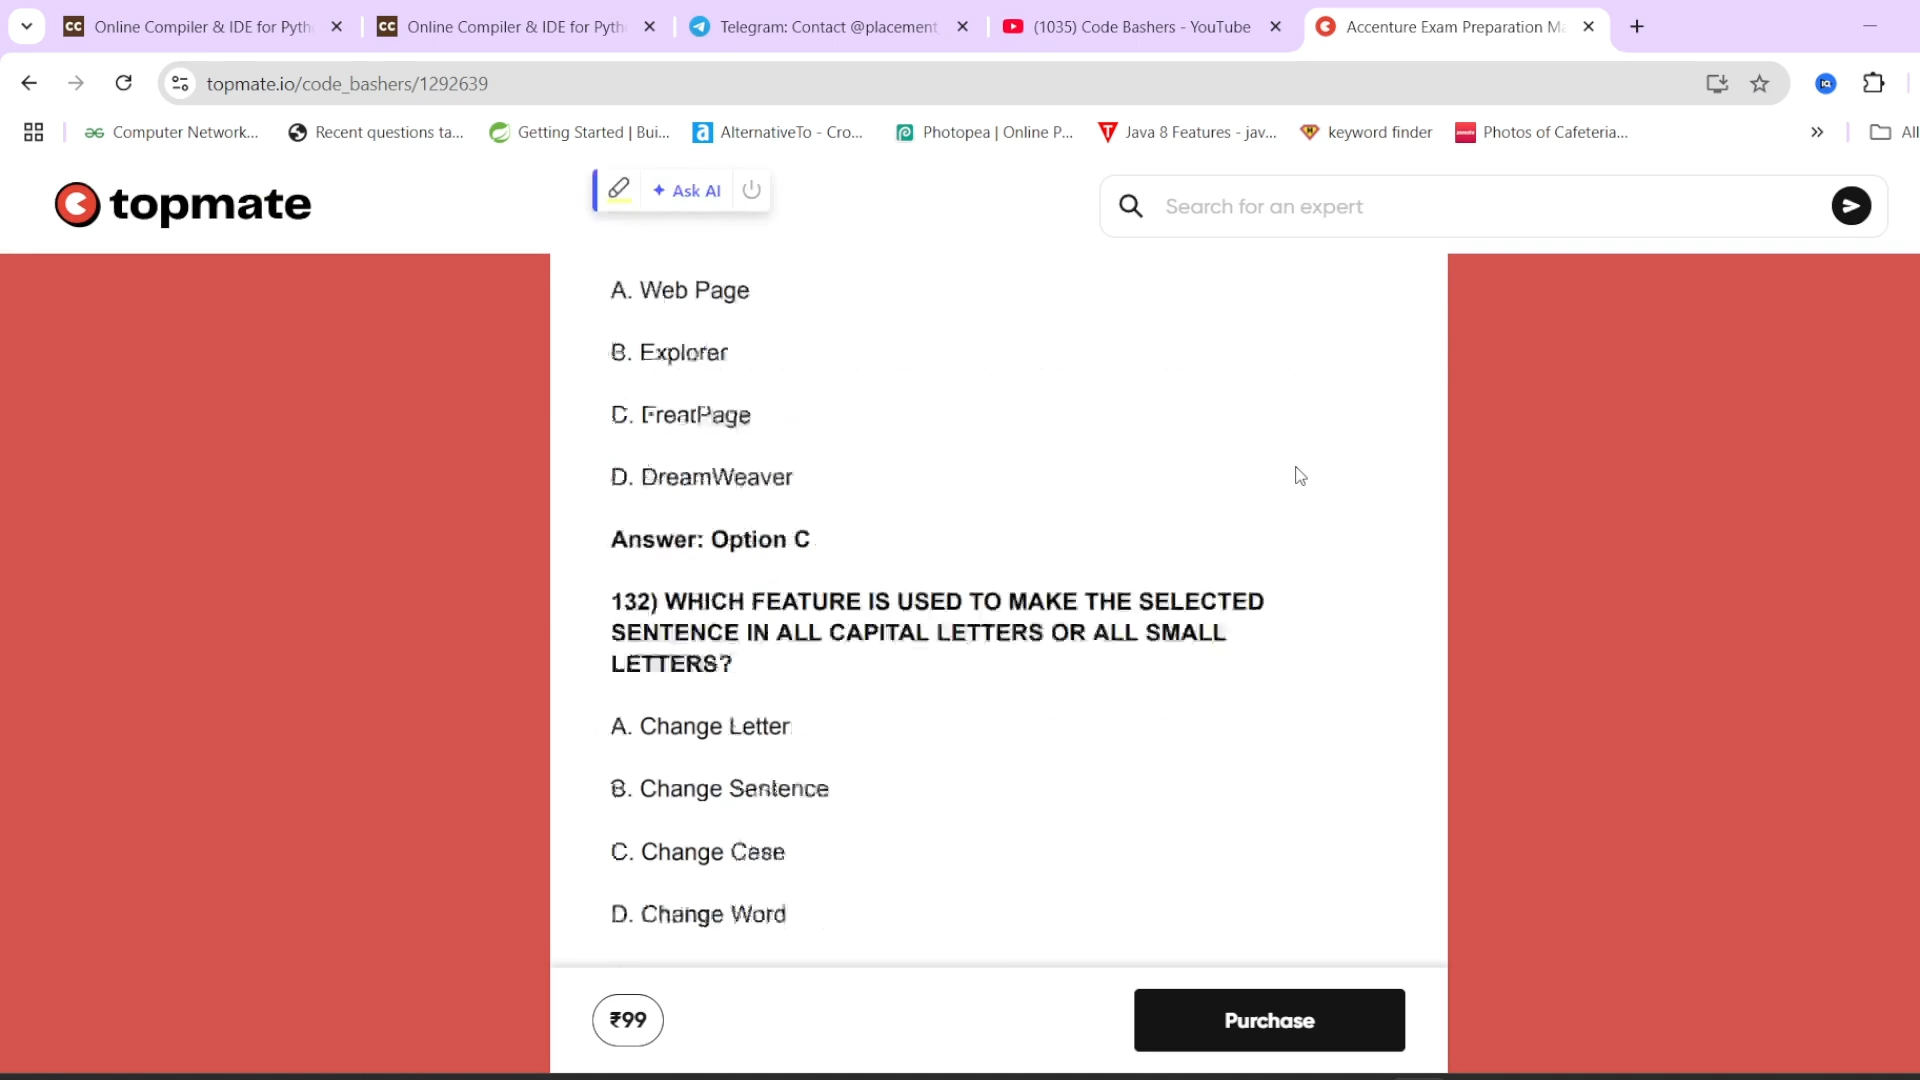 Online Compiler & IDE for Pytho
Online Compiler & IDE for Pytho
Telegram: Contact @placement
(1035) Code Bashers - YouTube
Accenture Exam Preparation Ma
topmate.io/code_bashers/1292639
Computer Network...
Recent questions ta...
Getting Started | Bui...
AlternativeTo - Cro...
Photopea | Online P...
Java 8 Features - jav...
keyword finder
Photos of Cafeteria...
All
topmate
Ask AI
Search for an expert
A. Web Page
B. Explorer
C. FreatPage
D. DreamWeaver
Answer: Option C
132) WHICH FEATURE IS USED TO MAKE THE SELECTED
SENTENCE IN ALL CAPITAL LETTERS OR ALL SMALL
LETTERS?
A. Change Letter
B. Change Sentence
C. Change Case
D. Change Word
₹99
Purchase